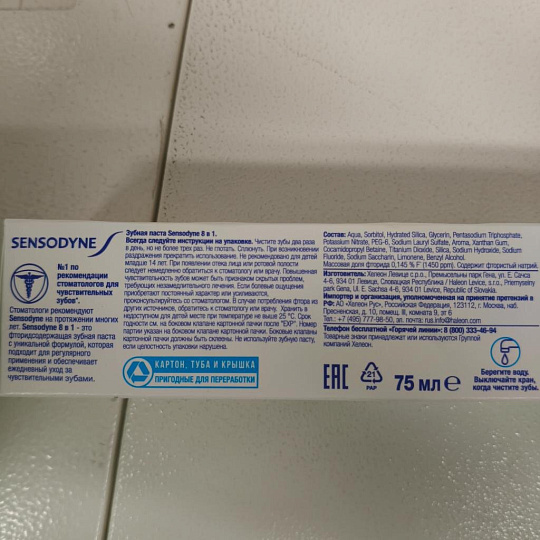 SENSODYNE
№1 по
рекомендации
стоматологов для
чувствительных
зубов*.
Стоматологи рекомендуют
Sensodyne на протяжении многих
лет. Sensodyne 8 в 1 - это
фторидсодержащая зубная паста
с уникальной формулой, которая
подходит для регулярного
применения и обеспечивает
ежедневный уход за
чувствительными зубами.
Зубная паста Sensodyne 8 в 1.
Всегда следуйте инструкции на упаковке. Чистите зубы два раза
в день, но не более трех раз. Не глотать. Сплюнуть. При возникновении
раздражения прекратить использование. Не рекомендовано для детей
младше 14 лет. При появлении отека лица или ротовой полости
следует немедленно обратиться к стоматологу или врачу. Повышенная
чувствительность зубов может быть признаком скрытых проблем,
требующих незамедлительного лечения. Если болевые ощущения
приобретают постоянный характер или усиливаются,
проконсультируйтесь со стоматологом. В случае потребления фтора из
других источников, обратитесь к стоматологу или врачу. Хранить в
недоступном для детей месте при температуре не выше 25 °C. Срок
годности см. на боковом клапане картонной пачки после "EXP". Номер
партии указан на боковом клапане картонной пачки. Боковые клапаны
картонной пачки должны быть склеены. Не используйте зубную пасту,
если целостность упаковки нарушена.
КАРТОН, ТУБА И КРЫШКА
ПРИГОДНЫЕ ДЛЯ ПЕРЕРАБОТКИ
Состав: Aqua, Sorbitol, Hydrated Silica, Glycerin, Pentasodium Triphosphate,
Potassium Nitrate, PEG-6, Sodium Lauryl Sulfate, Aroma, Xanthan Gum,
Cocamidopropyl Betaine, Titanium Dioxide, Silica, Sodium Hydroxide, Sodium
Fluoride, Sodium Saccharin, Limonene, Benzyl Alcohol.
Массовая доля фторида 0,145 % F⁻ (1450 ppm). Содержит фтористый натрий.
Изготовитель: Хелеон Левице с.р.о., Приемысельны парк Гена, ул. Е. Сачса
4-6, 934 01 Левице, Словацкая Республика / Haleon Levice, s.r.o., Priemyselny
park Gena, Ul. E. Sachsa 4-6, 934 01 Levice, Republic of Slovakia.
Импортер и организация, уполномоченная на принятие претензий в
РФ: АО «Хелеон Рус», Российская Федерация, 123112, г. Москва, наб.
Пресненская, д. 10, помещ. III, комната 9, эт 6
Тел.: +7 (495) 777-98-50, эл. почта: rus.info@haleon.com
Телефон бесплатной «Горячей линии»: 8 (800) 333-46-94
Товарные знаки принадлежат или используются Группой
компаний Хелеон.
EAC
21
PAP
75 мл e
Берегите воду.
Выключайте кран,
когда чистите зубы.